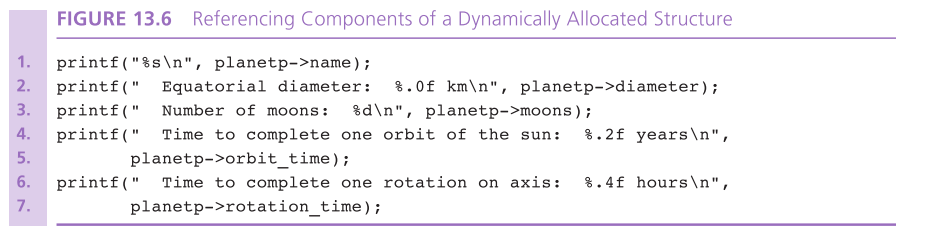 FIGURE 13.6   Referencing Components of a Dynamically Allocated Structure
1. printf("%s\n", planetp->name);
2. printf("  Equatorial diameter:  %.0f km\n", planetp->diameter);
3. printf("  Number of moons:  %d\n", planetp->moons);
4. printf("  Time to complete one orbit of the sun:  %.2f years\n",
5.        planetp->orbit_time);
6. printf("  Time to complete one rotation on axis:  %.4f hours\n",
7.        planetp->rotation_time);